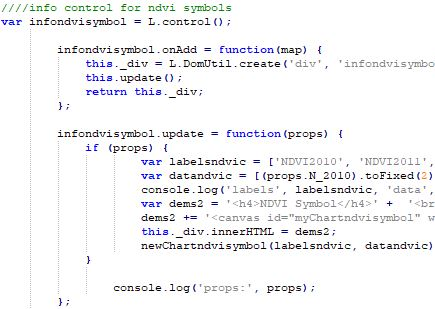 ////info control for ndvi symbols
var infondvisymbol = L.control();
infondvisymbol.onAdd = function(map) {
this._div = L.DomUtil.create('div', 'infondvisymbo
this.update();
return this._div;
};
infondvisymbol.update = function(props) {
if (props) {
var labelsndvic = ['NDVI2010', 'NDVI2011',
var datandvic = [(props.N_2010).toFixed(2)
console.log('labels', labelsndvic, 'data',
var dems2 = '<h4>NDVI Symbol</h4>' + '<br
dems2 += '<canvas id="myChartndvisymbol" w
this._div.innerHTML = dems2;
newChartndvisymbol(labelsndvic, datandvic)
}
console.log('props:', props);
};